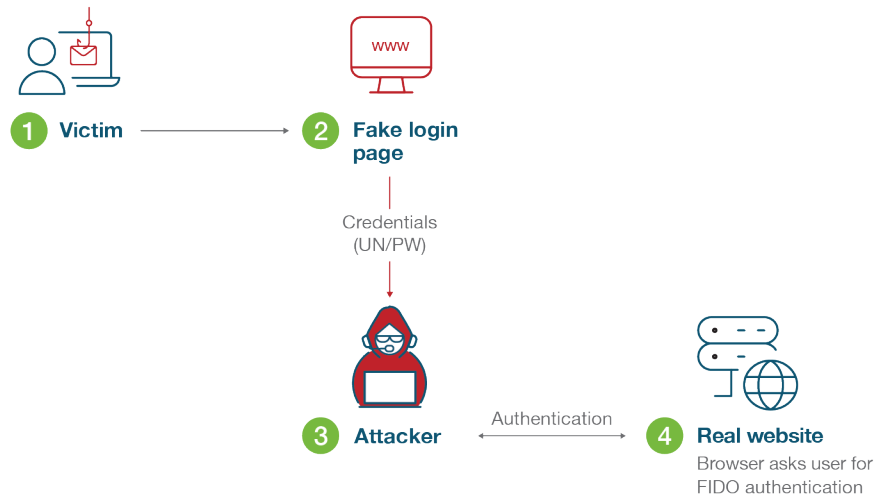 www
1 Victim
2 Fake login
page
Credentials
(UN/PW)
3 Attacker
Authentication
4 Real website
Browser asks user for
FIDO authentication